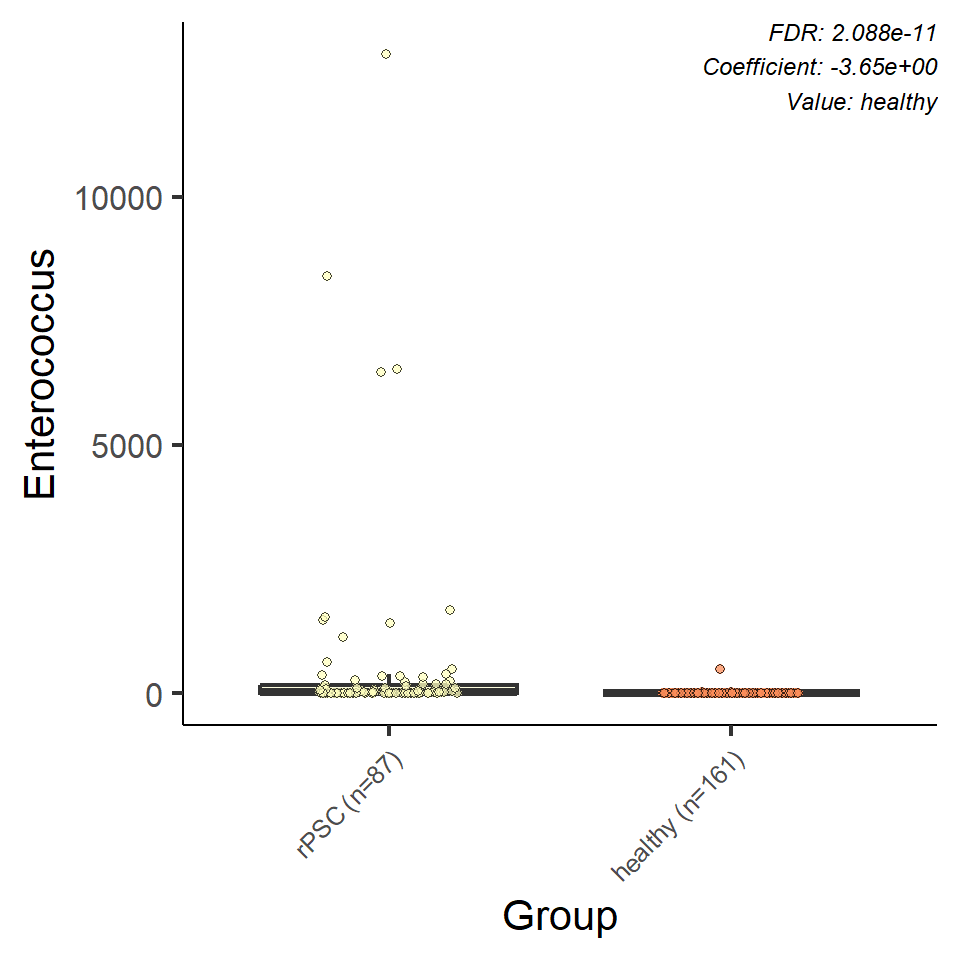 FDR: 2.088e-11
Coefficient: -3.65e+00
Value: healthy
Enterococcus
10000
5000
0
rPSC (n=87)
healthy (n=161)
Group